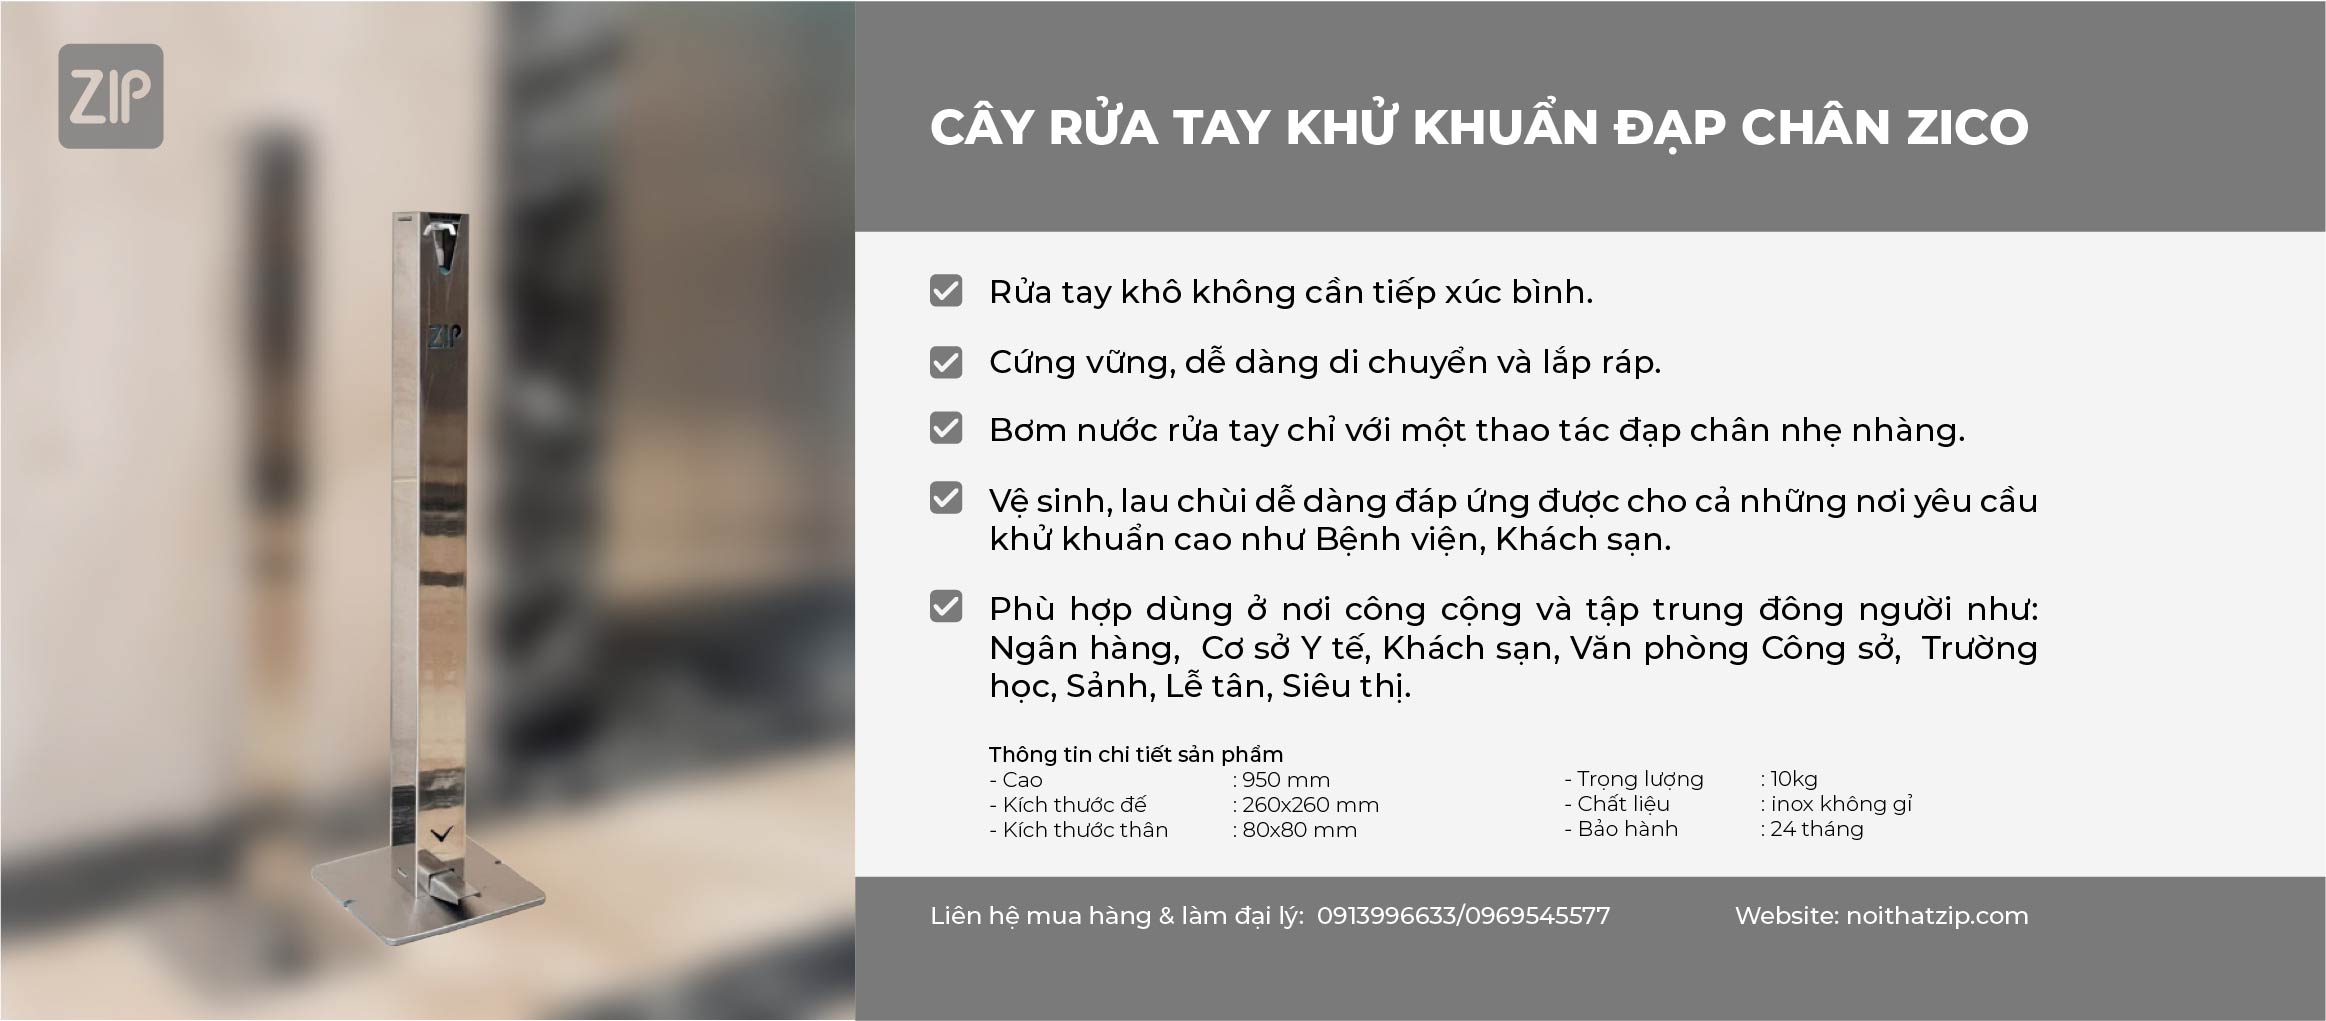 ZIP
CÂY RỬA TAY KHỬ KHUẨN ĐẠP CHÂN ZICO
Rửa tay khô không cần tiếp xúc bình.
Cứng vững, dễ dàng di chuyển và lắp ráp.
ZIP
Bơm nước rửa tay chỉ với một thao tác đạp chân nhẹ nhàng.
Vệ sinh, lau chùi dễ dàng đáp ứng được cho cả những nơi yêu cầu
khử khuẩn cao như Bệnh viện, Khách sạn.
Phù hợp dùng ở nơi công cộng và tập trung đông người như:
Ngân hàng, Cơ sở Y tế, Khách sạn, Văn phòng Công sở, Trường
học, Sảnh, Lễ tân, Siêu thị.
Thông tin chi tiết sản phẩm
- Cao : 950 mm
- Kích thước đế : 260x260 mm
- Kích thước thân : 80x80 mm
- Trọng lượng : 10kg
- Chất liệu : inox không gỉ
- Bảo hành : 24 tháng
Liên hệ mua hàng & làm đại lý: 0913996633/0969545577
Website: noithatzip.com